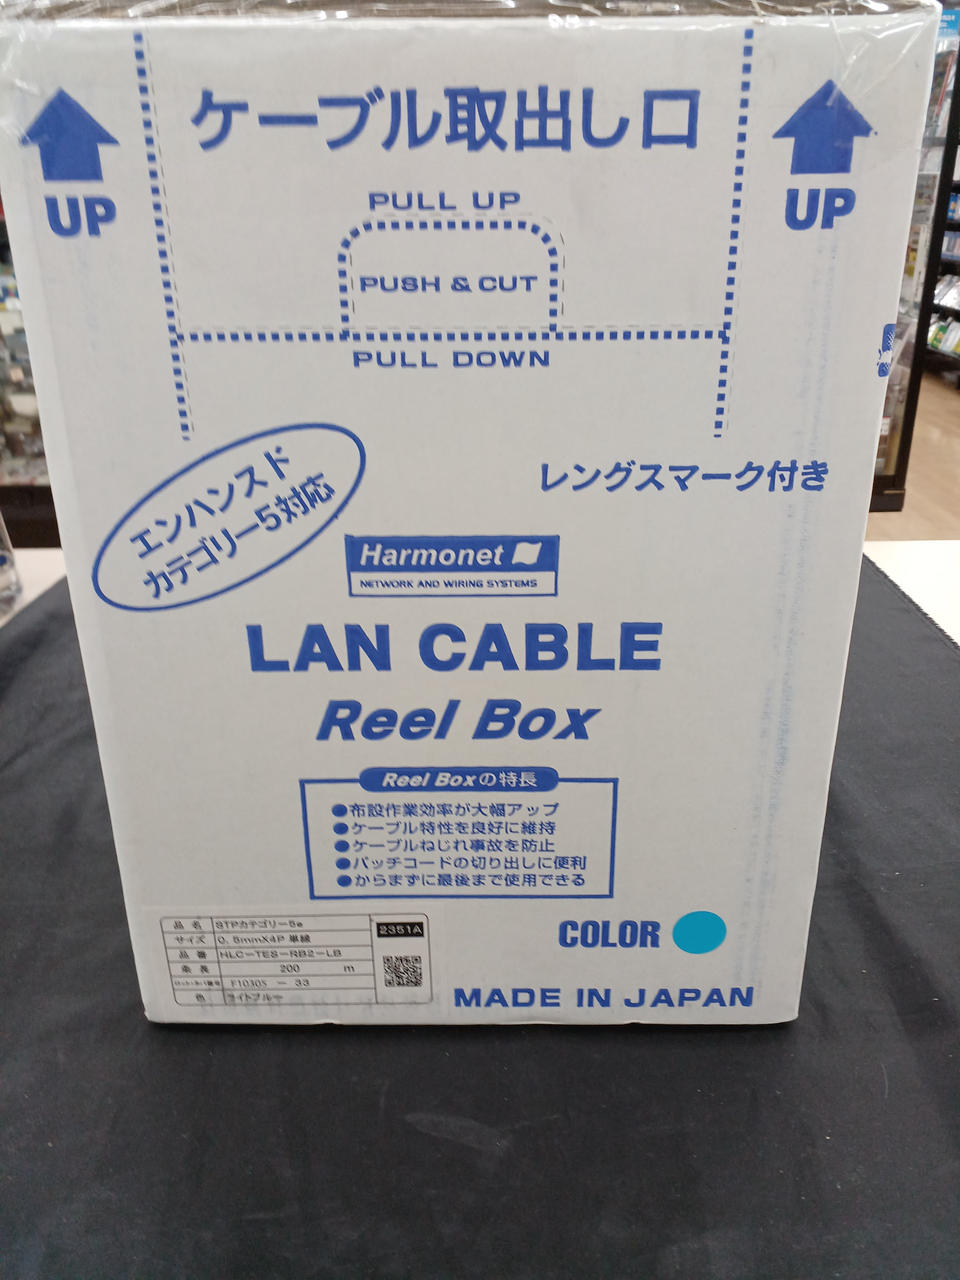 ケーブル取出し口
UP
UP
PULL UP
PUSH & CUT
PULL DOWN
エンハンスド
カテゴリー5対応
レングスマーク付き
Harmonet
NETWORK AND WIRING SYSTEMS
LAN CABLE
Reel Box
Reel Boxの特長
●布設作業効率が大幅アップ
●ケーブル特性を良好に維持
●ケーブルねじれ事故を防止
●パッチコードの切り出しに便利
●からまずに最後まで使用できる
品 名 STPカテゴリー5e
サイズ 0.5mmX4P 単線
品 番 HLC-TES-RB2-LB
条 長 200 m
F1030S - 33
色 ライトブルー
2351A
COLOR
MADE IN JAPAN